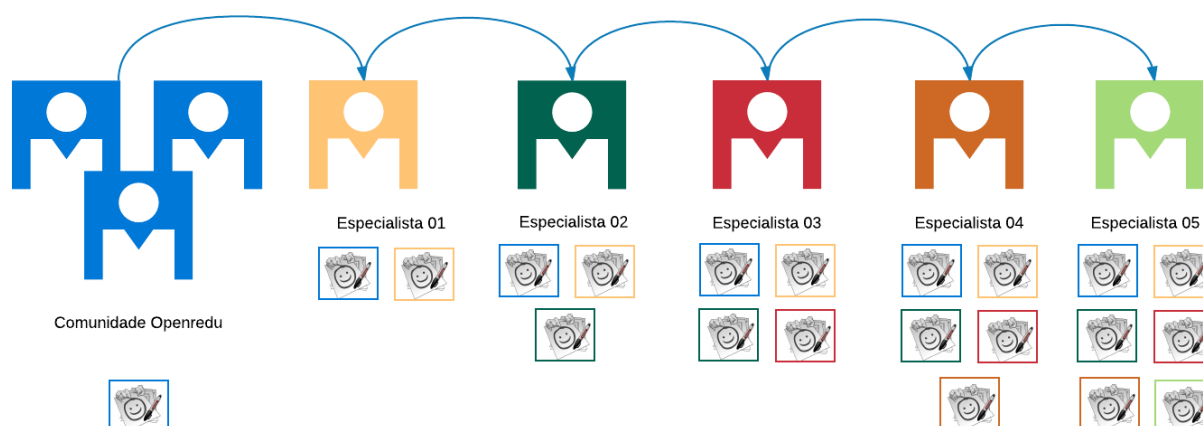 Especialista 01
Especialista 02
Especialista 03
Especialista 04
Especialista 05
Comunidade Openredu